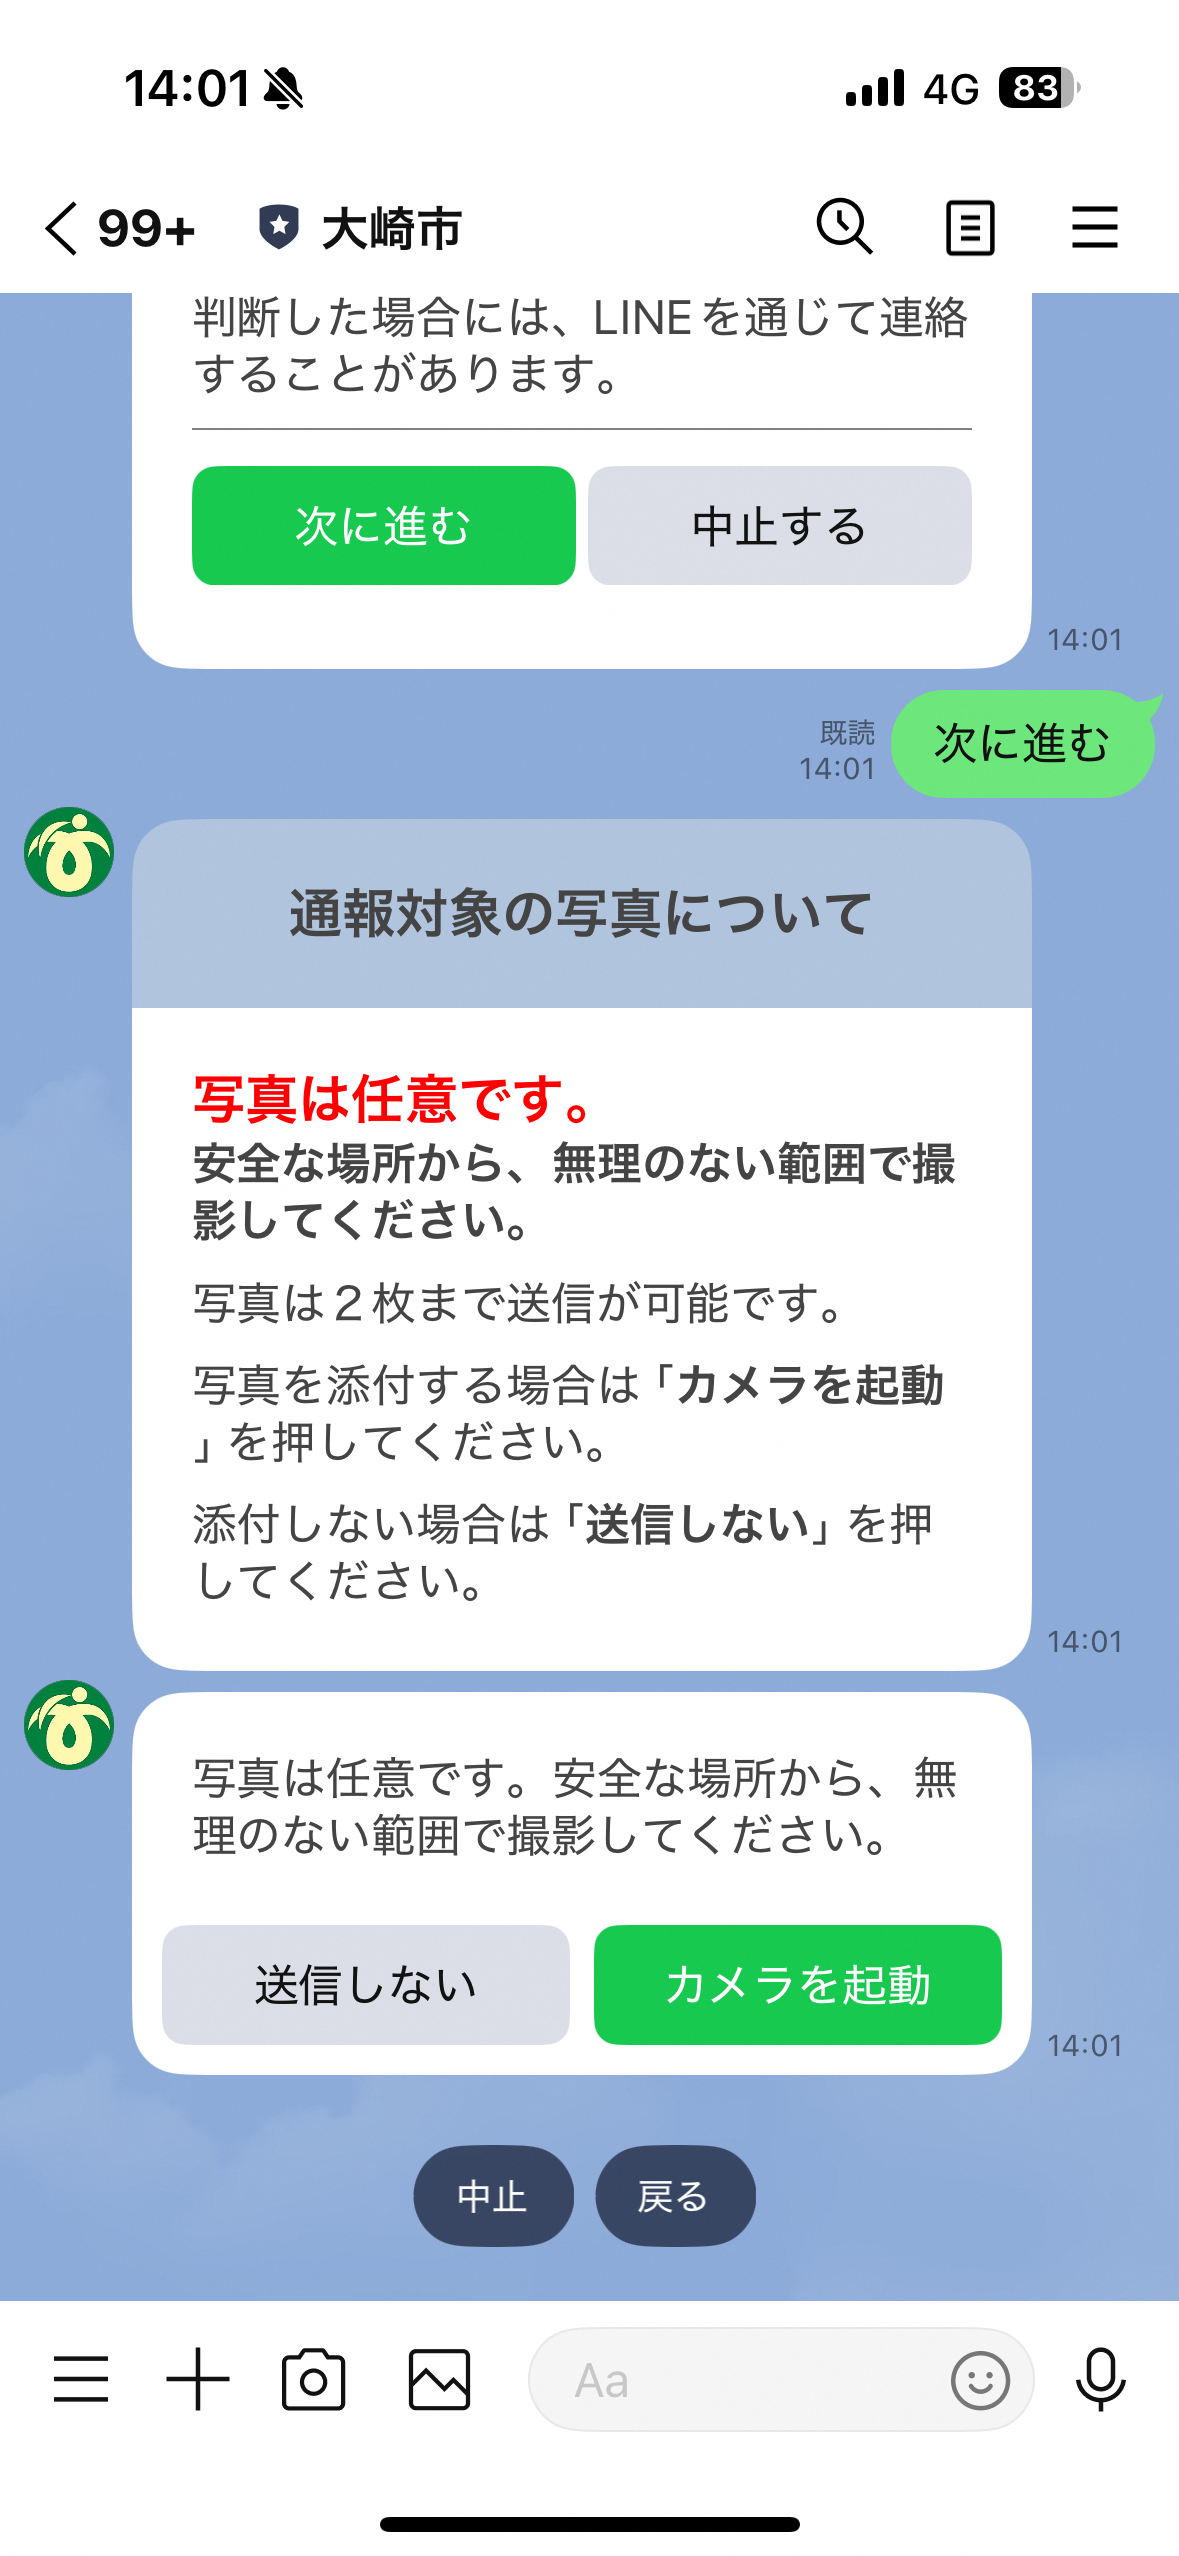 14:01
4G 83
99+ 大崎市
判断した場合には、LINEを通じて連絡
することがあります。
次に進む 中止する
14:01
既読
14:01
次に進む
通報対象の写真について
写真は任意です。
安全な場所から、無理のない範囲で撮
影してください。
写真は２枚まで送信が可能です。
写真を添付する場合は「カメラを起動
」を押してください。
添付しない場合は「送信しない」を押
してください。
14:01
写真は任意です。安全な場所から、無
理のない範囲で撮影してください。
送信しない カメラを起動
14:01
中止 戻る
Aa